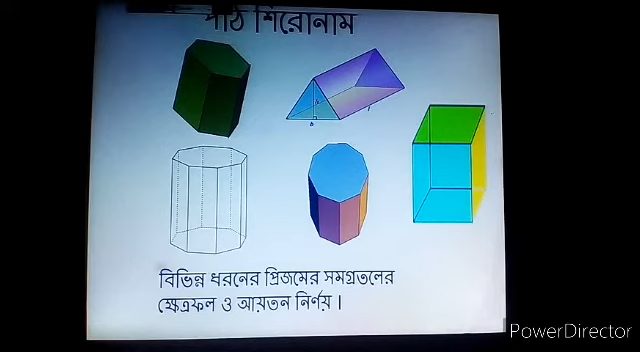 পাঠ শিরোনাম
বিভিন্ন ধরনের প্রিজমের সমগ্রতলের
ক্ষেত্রফল ও আয়তন নির্ণয়।
PowerDirector